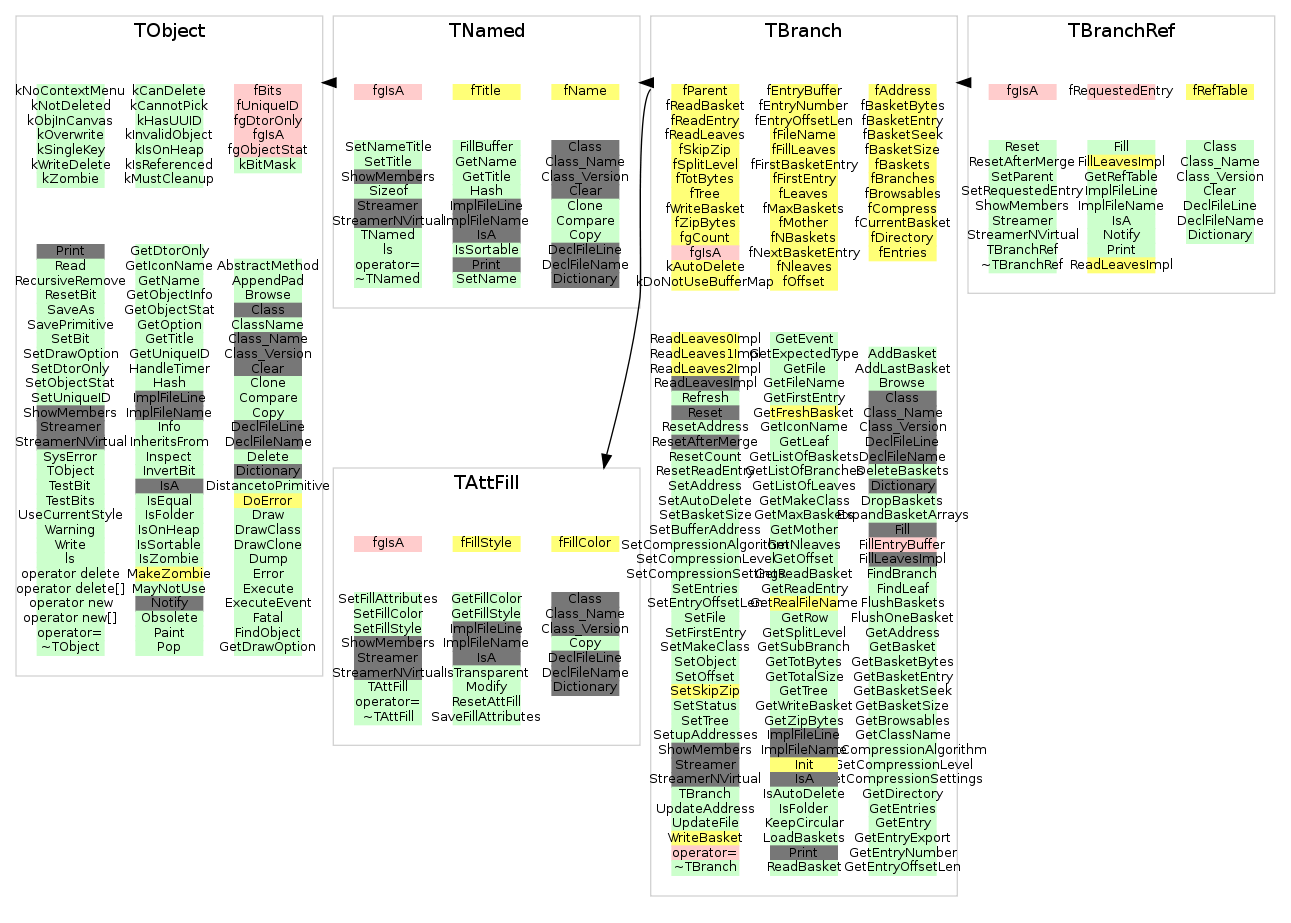 TObject
kNoContextMenu
kNotDeleted
kObjInCanvas
kOverwrite
kSingleKey
kWriteDelete
kZombie
kCanDelete
kCannotPick
kHasUUID
kInvalidObject
kIsOnHeap
kIsReferenced
kMustCleanup
fBits
fUniqueID
fgDtorOnly
fgIsA
fgObjectStat
kBitMask
Print
Read
RecursiveRemove
ResetBit
SaveAs
SavePrimitive
SetBit
SetDrawOption
SetDtorOnly
SetObjectStat
SetUniqueID
ShowMembers
Streamer
StreamerNVirtual
SysError
TObject
TestBit
TestBits
UseCurrentStyle
Warning
Write
ls
operator delete
operator delete[]
operator new
operator new[]
operator=
~TObject
GetDtorOnly
GetIconName
GetName
GetObjectInfo
GetObjectStat
GetOption
GetTitle
GetUniqueID
HandleTimer
Hash
ImplFileLine
ImplFileName
Info
InheritsFrom
Inspect
InvertBit
IsA
IsEqual
IsFolder
IsOnHeap
IsSortable
IsZombie
MakeZombie
MayNotUse
Notify
Obsolete
Paint
Pop
AbstractMethod
AppendPad
Browse
Class
ClassName
Class_Name
Class_Version
Clear
Clone
Compare
Copy
DeclFileLine
DeclFileName
Delete
Dictionary
DistancetoPrimitive
DoError
Draw
DrawClass
DrawClone
Dump
Error
Execute
ExecuteEvent
Fatal
FindObject
GetDrawOption
TNamed
fgIsA
fTitle
fName
SetNameTitle
SetTitle
ShowMembers
Sizeof
Streamer
StreamerNVirtual
TNamed
ls
operator=
~TNamed
FillBuffer
GetName
GetTitle
Hash
ImplFileLine
ImplFileName
IsA
IsSortable
Print
SetName
Class
Class_Name
Class_Version
Clear
Clone
Compare
Copy
DeclFileLine
DeclFileName
Dictionary
TAttFill
fgIsA
fFillStyle
fFillColor
SetFillAttributes
SetFillColor
SetFillStyle
ShowMembers
Streamer
StreamerNVirtual
TAttFill
operator=
~TAttFill
GetFillColor
GetFillStyle
ImplFileLine
ImplFileName
IsA
IsTransparent
Modify
ResetAttFill
SaveFillAttributes
Class
Class_Name
Class_Version
Copy
DeclFileLine
DeclFileName
Dictionary
TBranch
fParent
fReadBasket
fReadEntry
fReadLeaves
fSkipZip
fSplitLevel
fTotBytes
fTree
fWriteBasket
fZipBytes
fgCount
fgIsA
kAutoDelete
kDoNotUseBufferMap
fEntryBuffer
fEntryNumber
fEntryOffsetLen
fFileName
fFillLeaves
fFirstBasketEntry
fFirstEntry
fLeaves
fMaxBaskets
fMother
fNBaskets
fNextBasketEntry
fNleaves
fOffset
fAddress
fBasketBytes
fBasketEntry
fBasketSeek
fBasketSize
fBaskets
fBranches
fBrowsables
fCompress
fCurrentBasket
fDirectory
fEntries
ReadLeaves0Impl
ReadLeaves1Impl
ReadLeaves2Impl
ReadLeavesImpl
Refresh
Reset
ResetAddress
ResetAfterMerge
ResetCount
ResetReadEntry
SetAddress
SetAutoDelete
SetBasketSize
SetBufferAddress
SetCompressionAlgorithm
SetCompressionLevel
SetCompressionSettings
SetEntries
SetEntryOffsetLen
SetFile
SetFirstEntry
SetMakeClass
SetObject
SetOffset
SetSkipZip
SetStatus
SetTree
SetupAddresses
ShowMembers
Streamer
StreamerNVirtual
TBranch
UpdateAddress
UpdateFile
WriteBasket
operator=
~TBranch
GetEvent
GetExpectedType
GetFile
GetFileName
GetFirstEntry
GetFreshBasket
GetIconName
GetLeaf
GetListOfBaskets
GetListOfBranches
GetListOfLeaves
GetMakeClass
GetMaxBaskets
GetMother
GetNleaves
GetOffset
GetReadBasket
GetReadEntry
GetRealFileName
GetRow
GetSplitLevel
GetSubBranch
GetTotBytes
GetTotalSize
GetTree
GetWriteBasket
GetZipBytes
ImplFileLine
ImplFileName
Init
IsA
IsAutoDelete
IsFolder
KeepCircular
LoadBaskets
Print
ReadBasket
AddBasket
AddLastBasket
Browse
Class
Class_Name
Class_Version
DeclFileLine
DeclFileName
DeleteBaskets
Dictionary
DropBaskets
ExpandBasketArrays
Fill
FillEntryBuffer
FillLeavesImpl
FindBranch
FindLeaf
FlushBaskets
FlushOneBasket
GetAddress
GetBasket
GetBasketBytes
GetBasketEntry
GetBasketSeek
GetBasketSize
GetBrowsables
GetClassName
CompressionAlgorithm
GetCompressionLevel
etCompressionSettings
GetDirectory
GetEntries
GetEntry
GetEntryExport
GetEntryNumber
GetEntryOffsetLen
TBranchRef
fgIsA
fRequestedEntry
fRefTable
Reset
ResetAfterMerge
SetParent
SetRequestedEntry
ShowMembers
Streamer
StreamerNVirtual
TBranchRef
~TBranchRef
Fill
FillLeavesImpl
GetRefTable
ImplFileLine
ImplFileName
IsA
Notify
Print
ReadLeavesImpl
Class
Class_Name
Class_Version
Clear
DeclFileLine
DeclFileName
Dictionary